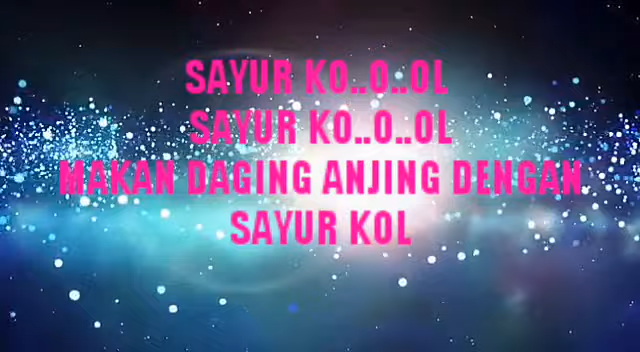 SAYUR KO..O..OL
SAYUR KO..O..OL
MAKAN DAGING ANJING DENGAN
SAYUR KOL